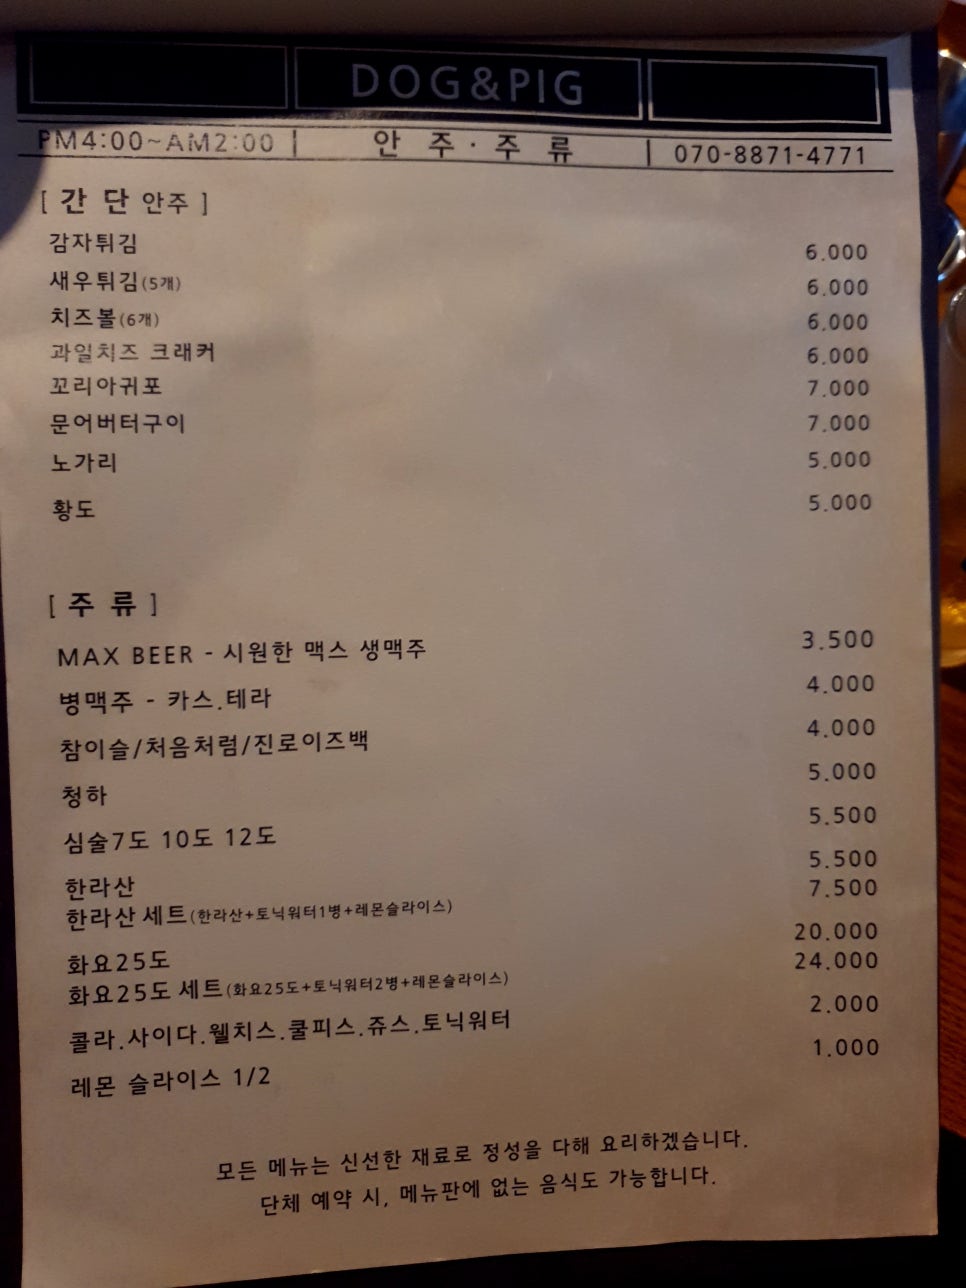 DOG&PIG
PM4:00~AM2:00 | 안 주 · 주 류 | 070-8871-4771
[ 간 단 안주 ]
감자튀김 6.000
새우튀김(5개) 6.000
치즈볼(6개) 6.000
과일치즈 크래커 6.000
꼬리아귀포 7.000
문어버터구이 7.000
노가리 5.000
황도 5.000
[ 주 류 ]
MAX BEER - 시원한 맥스 생맥주 3.500
병맥주 - 카스.테라 4.000
참이슬/처음처럼/진로이즈백 4.000
청하 5.000
심술7도 10도 12도 5.500
한라산 5.500
한라산 세트(한라산+토닉워터1병+레몬슬라이스) 7.500
화요25도 20.000
화요25도 세트(화요25도+토닉워터2병+레몬슬라이스) 24.000
콜라.사이다.웰치스.쿨피스.쥬스.토닉워터 2.000
레몬 슬라이스 1/2 1.000
모든 메뉴는 신선한 재료로 정성을 다해 요리하겠습니다.
단체 예약 시, 메뉴판에 없는 음식도 가능합니다.